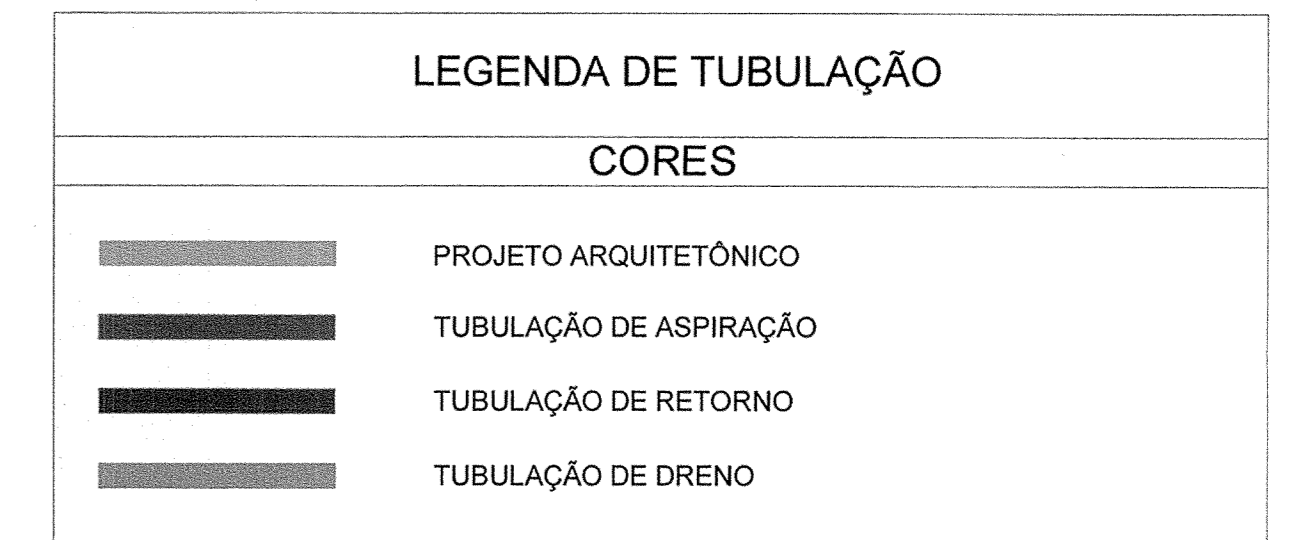 LEGENDA DE TUBULAÇÃO
CORES
PROJETO ARQUITETÔNICO
TUBULAÇÃO DE ASPIRAÇÃO
TUBULAÇÃO DE RETORNO
TUBULAÇÃO DE DRENO